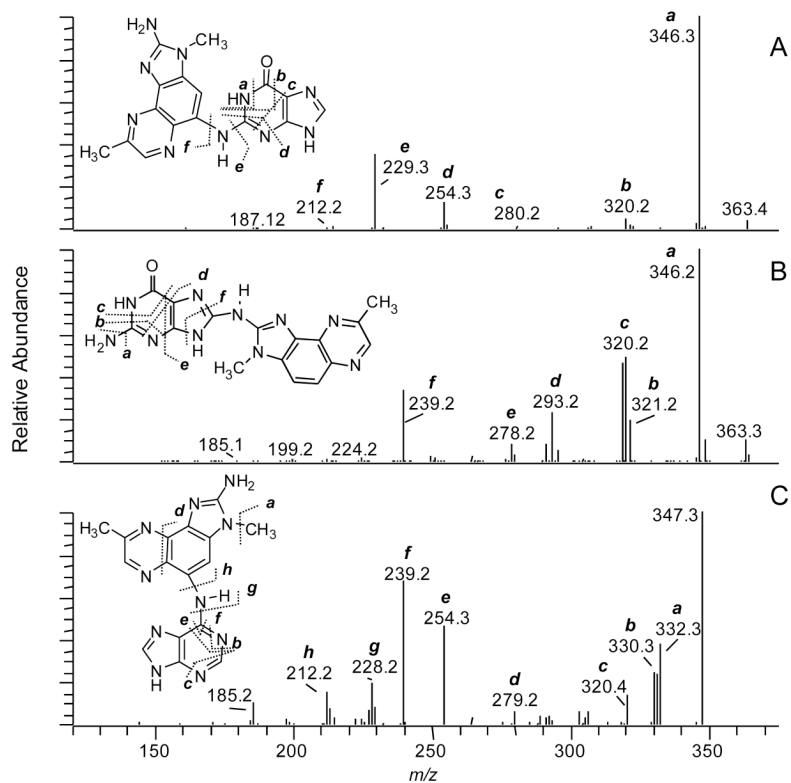 Relative Abundance
A
a
346.3
e
229.3
d
254.3
f
212.2
187.12
c
280.2
b
320.2
363.4
H₂N
N
CH₃
N
N
N
H₃C
O
HN
N
N
H
N
N
H
a
b
c
d
e
f
B
a
346.2
c
320.2
b
321.2
d
293.2
e
278.2
f
239.2
185.1
199.2
224.2
363.3
O
HN
N
H₂N
N
N
H
H
N
N
N
H₃C
N
N
CH₃
a
b
c
d
e
f
C
347.3
a
332.3
b
330.3
c
320.4
d
279.2
e
254.3
f
239.2
g
228.2
h
212.2
185.2
NH₂
N
N
CH₃
H₃C
N
N
N
H
N
N
H
N
N
a
b
c
d
e
f
g
h
150 200 250 300 350
m/z